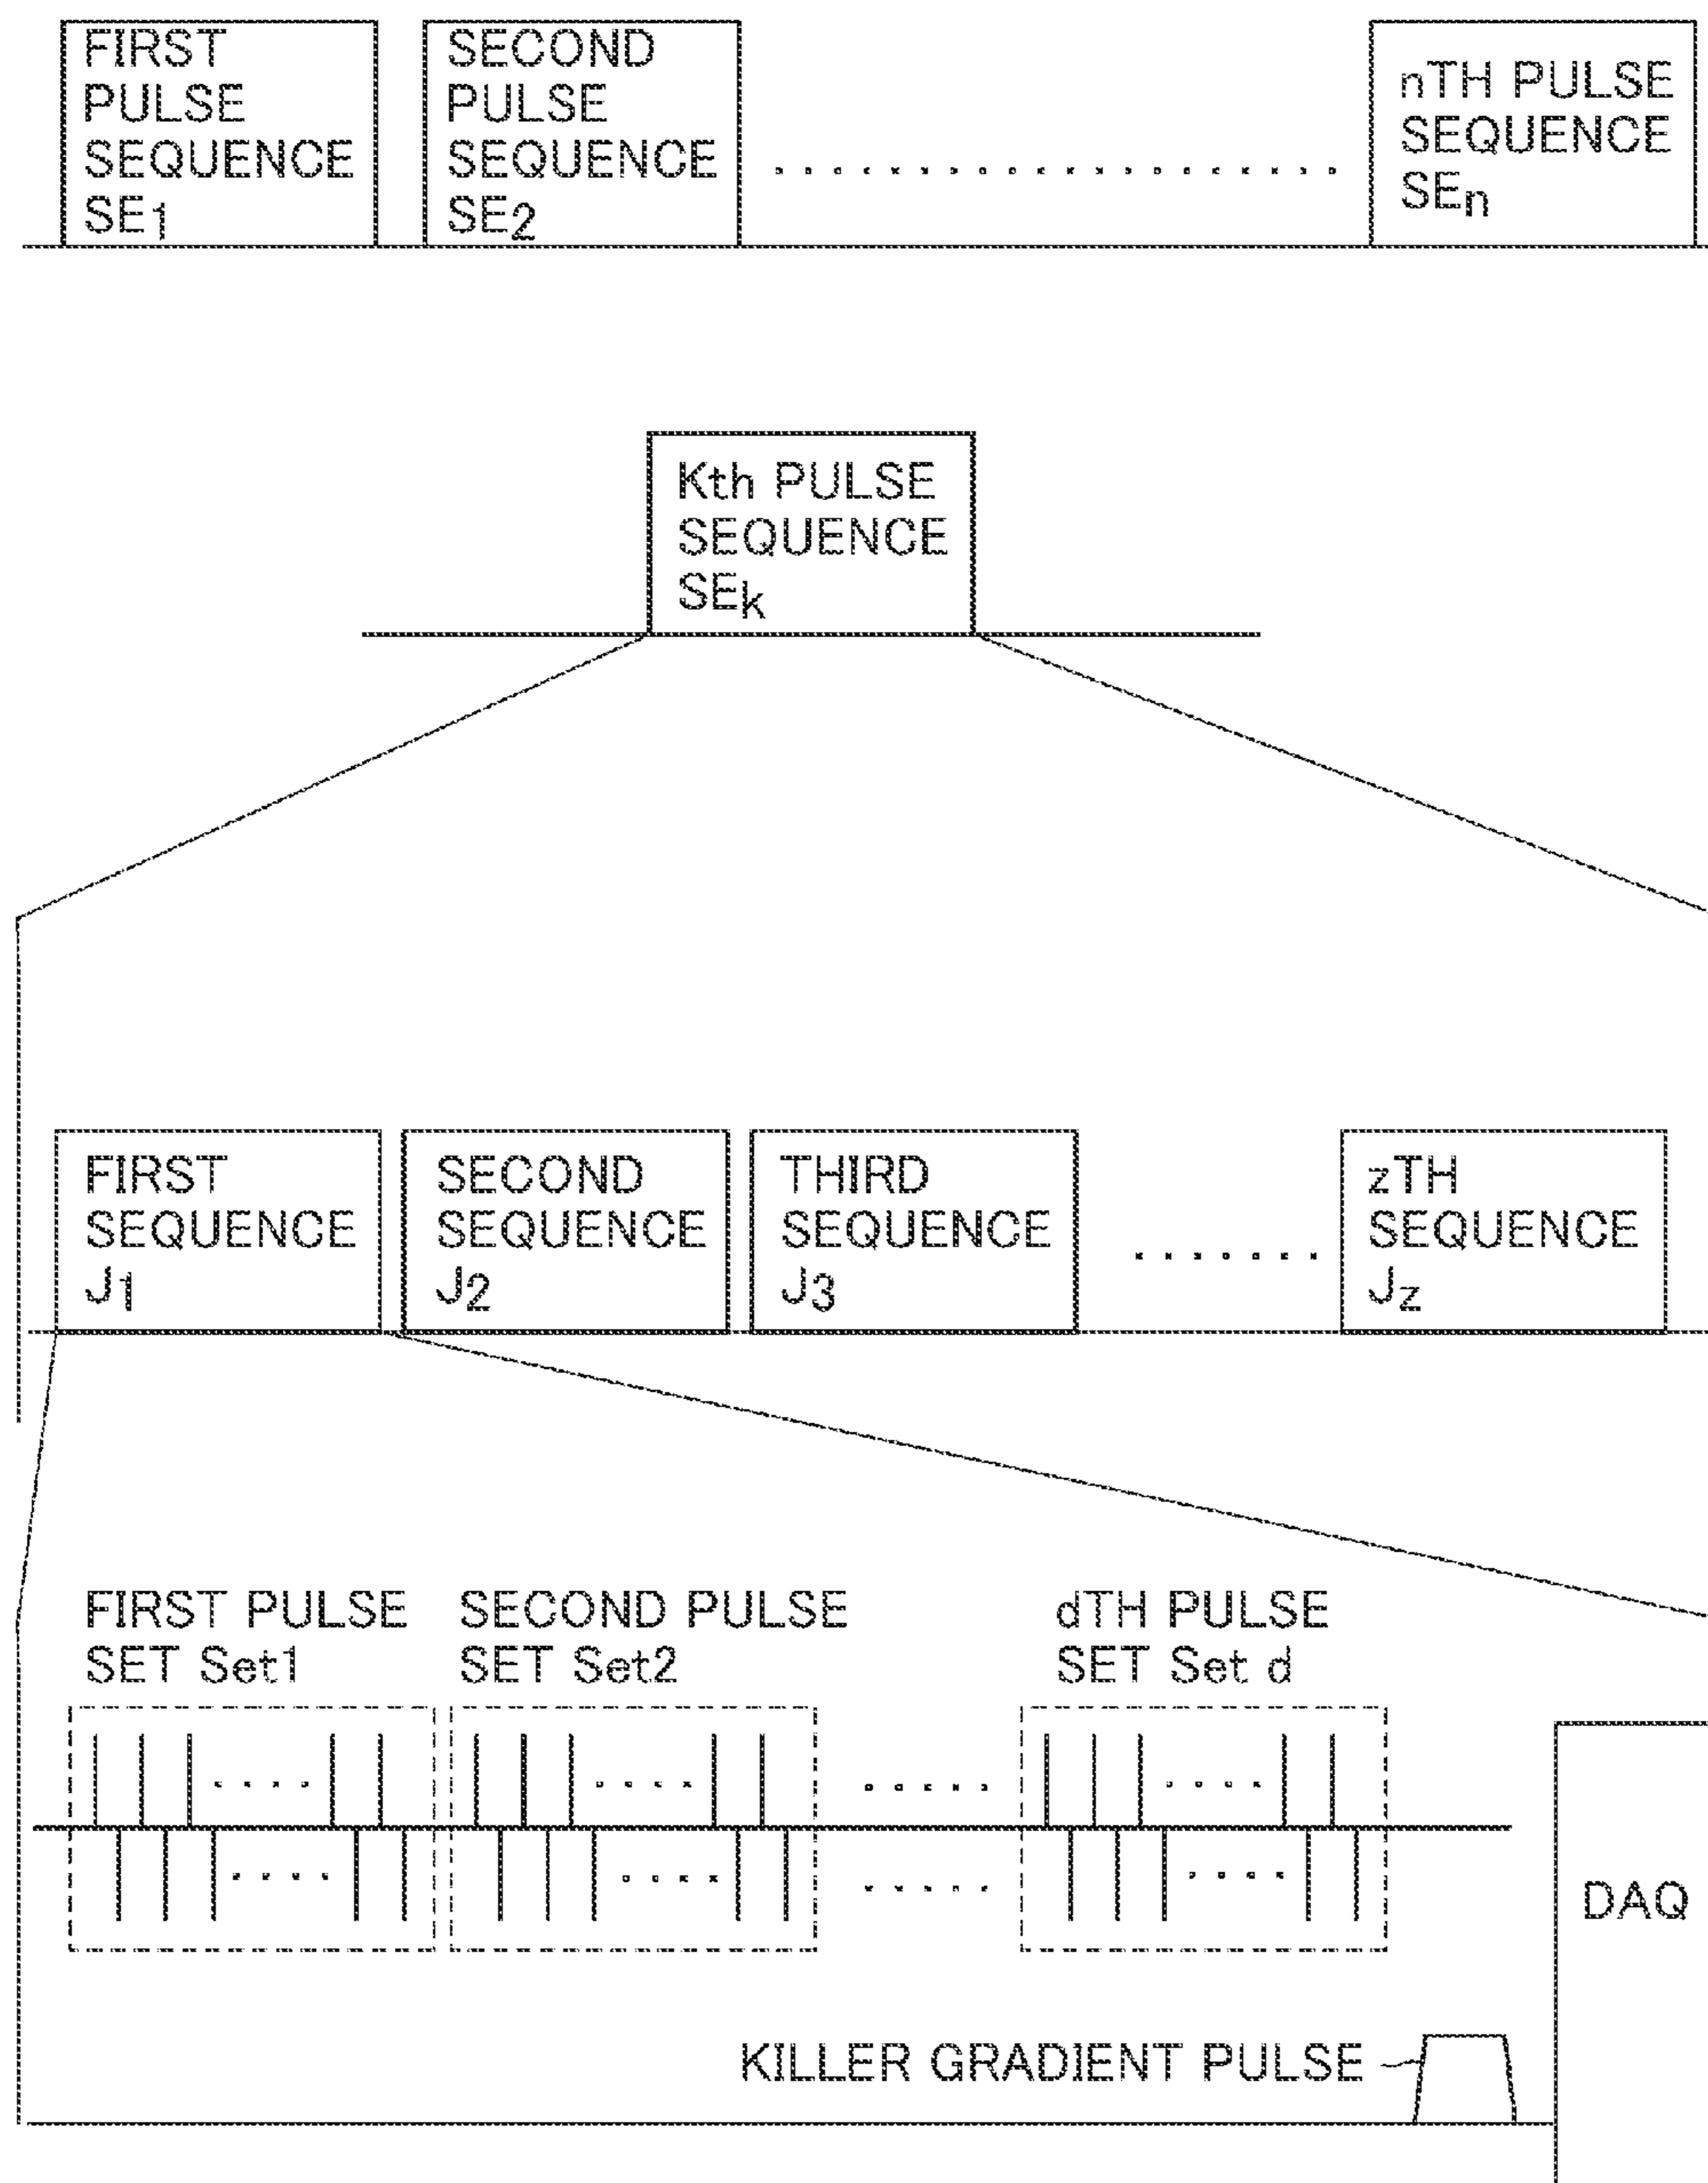 FIRST
PULSE
SEQUENCE
SE1
SECOND
PULSE
SEQUENCE
SE2
nTH PULSE
SEQUENCE
SEn
Kth PULSE
SEQUENCE
SEk
FIRST
SEQUENCE
J1
SECOND
SEQUENCE
J2
THIRD
SEQUENCE
J3
zTH
SEQUENCE
Jz
FIRST PULSE
SET Set1
SECOND PULSE
SET Set2
dTH PULSE
SET Set d
DAQ
KILLER GRADIENT PULSE